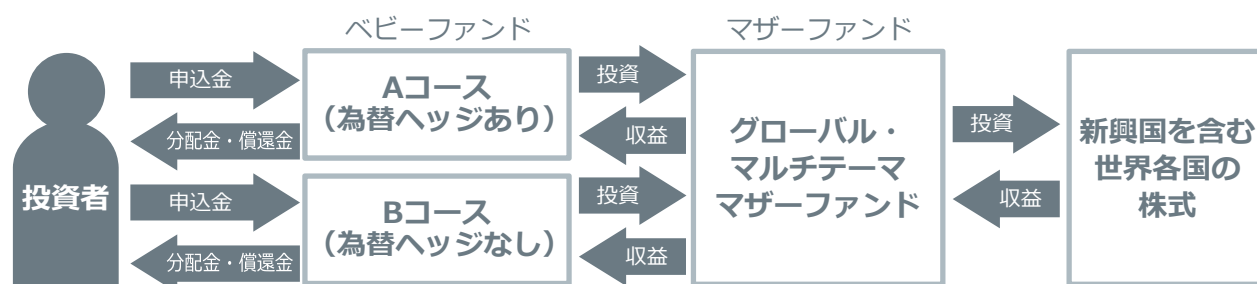 ベビーファンド
マザーファンド
投資者
申込金
分配金・償還金
申込金
分配金・償還金
Aコース
（為替ヘッジあり）
Bコース
（為替ヘッジなし）
投資
収益
投資
収益
グローバル・
マルチテーマ
マザーファンド
投資
収益
新興国を含む
世界各国の
株式